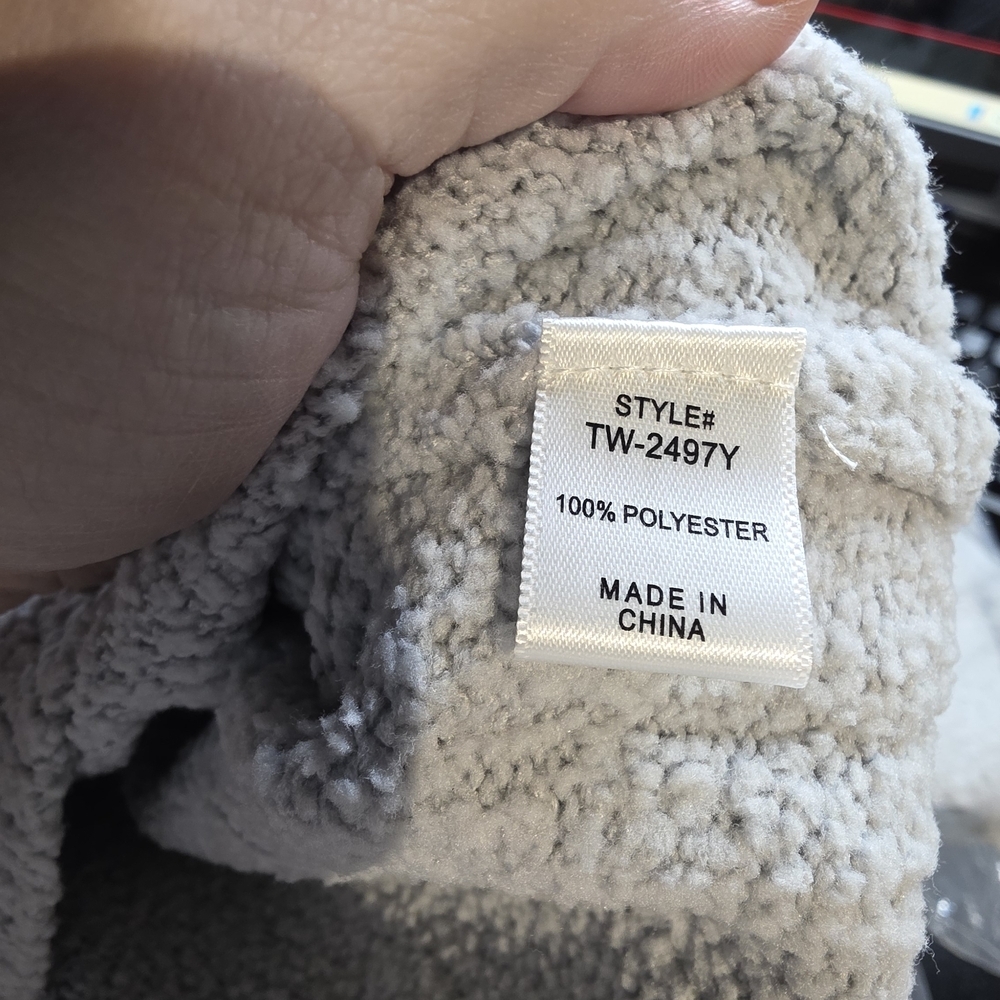 STYLE#
TW-2497Y
100% POLYESTER
MADE IN
CHINA